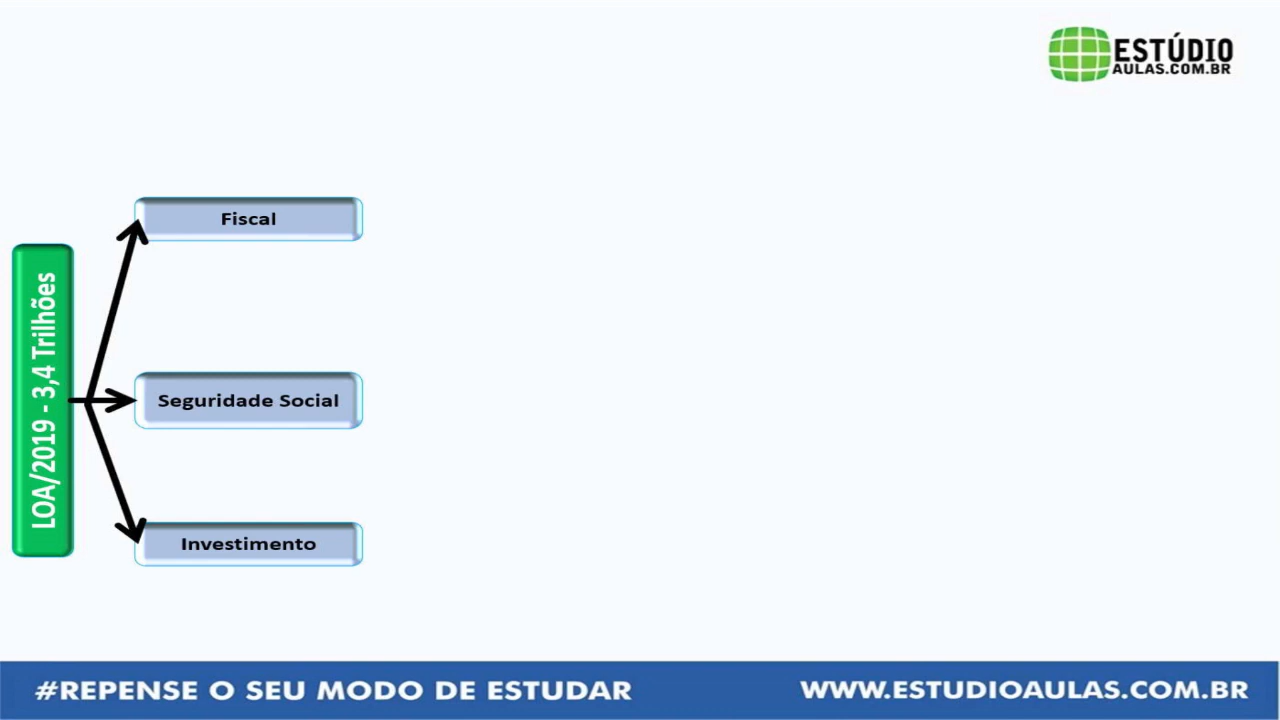 ESTÚDIO
AULAS.COM.BR
Fiscal
LOA/2019 - 3,4 Trilhões
Seguridade Social
Investimento
#REPENSE O SEU MODO DE ESTUDAR
WWW.ESTUDIOAULAS.COM.BR